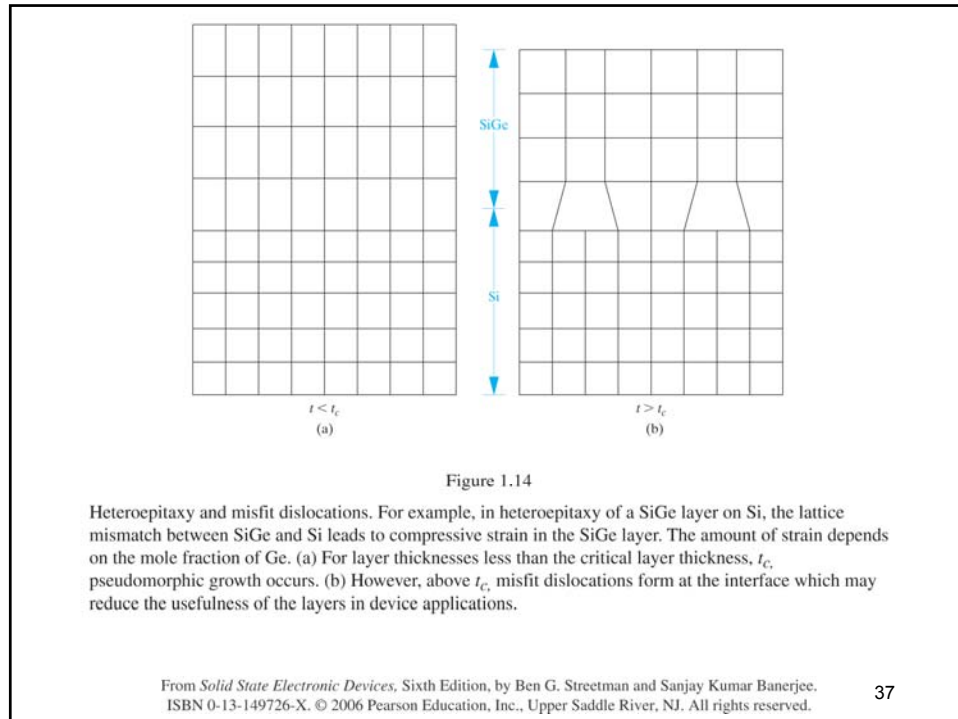 SiGe
Si
t < t_c
(a)
t > t_c
(b)
Figure 1.14
Heteroepitaxy and misfit dislocations. For example, in heteroepitaxy of a SiGe layer on Si, the lattice
mismatch between SiGe and Si leads to compressive strain in the SiGe layer. The amount of strain depends
on the mole fraction of Ge. (a) For layer thicknesses less than the critical layer thickness, t_C,
pseudomorphic growth occurs. (b) However, above t_C, misfit dislocations form at the interface which may
reduce the usefulness of the layers in device applications.
From Solid State Electronic Devices, Sixth Edition, by Ben G. Streetman and Sanjay Kumar Banerjee.
ISBN 0-13-149726-X. © 2006 Pearson Education, Inc., Upper Saddle River, NJ. All rights reserved.
37